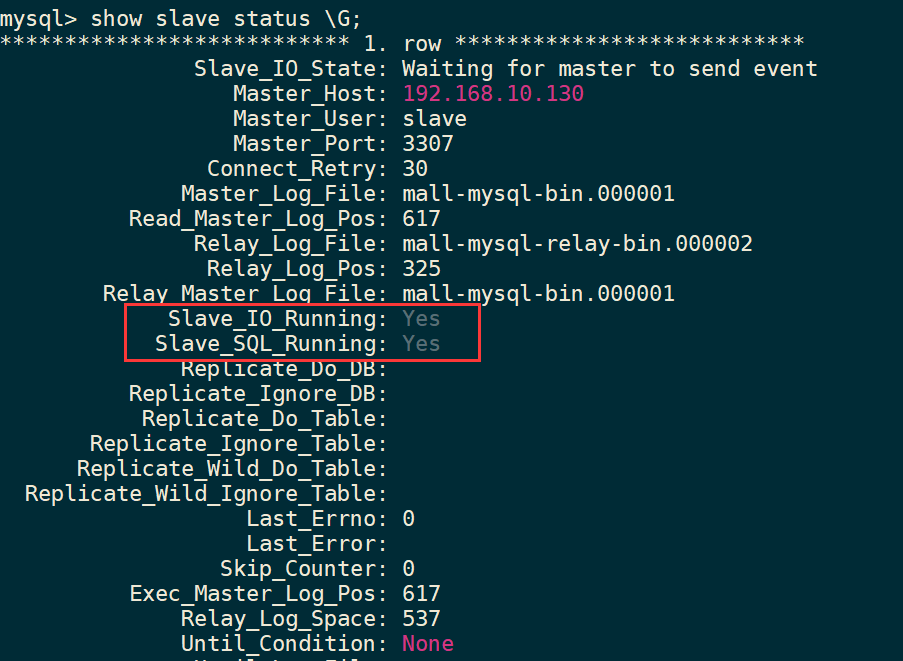 mysql> show slave status \G;
*************************** 1. row ***************************
Slave_IO_State: Waiting for master to send event
Master_Host: 192.168.10.130
Master_User: slave
Master_Port: 3307
Connect_Retry: 30
Master_Log_File: mall-mysql-bin.000001
Read_Master_Log_Pos: 617
Relay_Log_File: mall-mysql-relay-bin.000002
Relay_Log_Pos: 325
Relay_Master_Log_File: mall-mysql-bin.000001
Slave_IO_Running: Yes
Slave_SQL_Running: Yes
Replicate_Do_DB:
Replicate_Ignore_DB:
Replicate_Do_Table:
Replicate_Ignore_Table:
Replicate_Wild_Do_Table:
Replicate_Wild_Ignore_Table:
Last_Errno: 0
Last_Error:
Skip_Counter: 0
Exec_Master_Log_Pos: 617
Relay_Log_Space: 537
Until_Condition: None